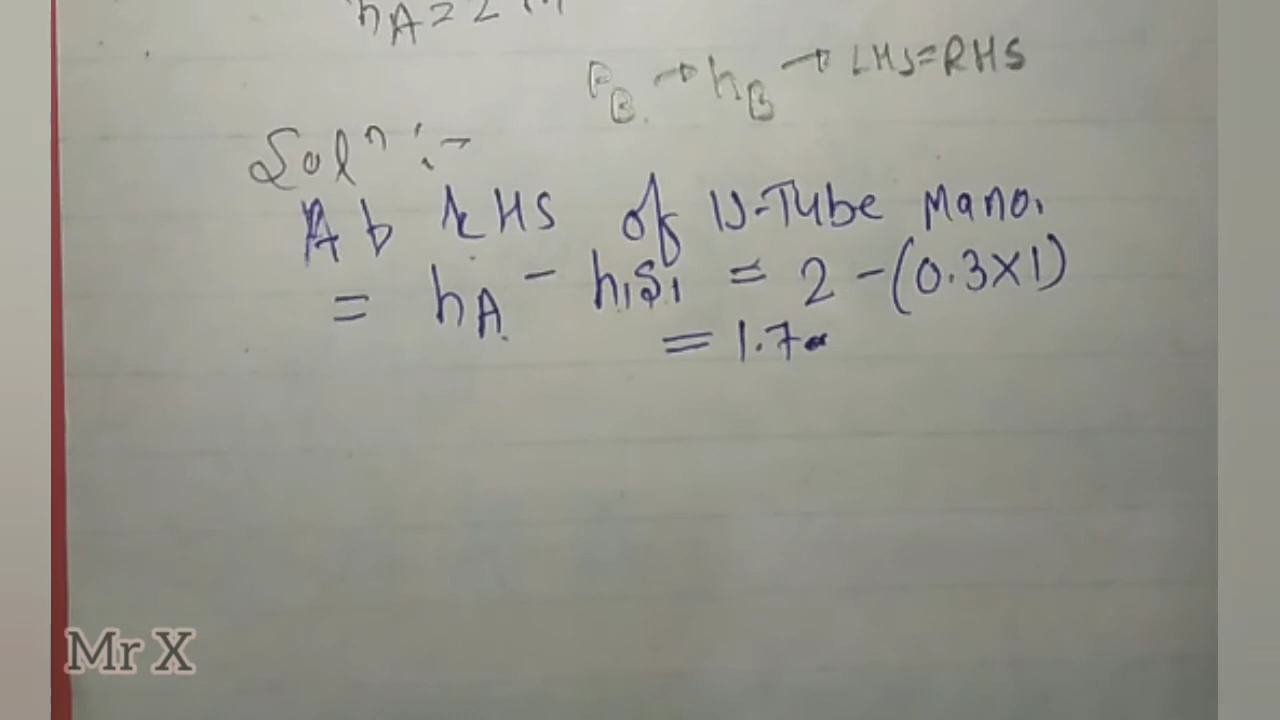 hA = 2
PB → hB → LHS=RHS
Solⁿ :-
Ab LHS of U-Tube Mano.
= hA - h₁S₁ = 2 - (0.3×1)
= 1.7
Mr X